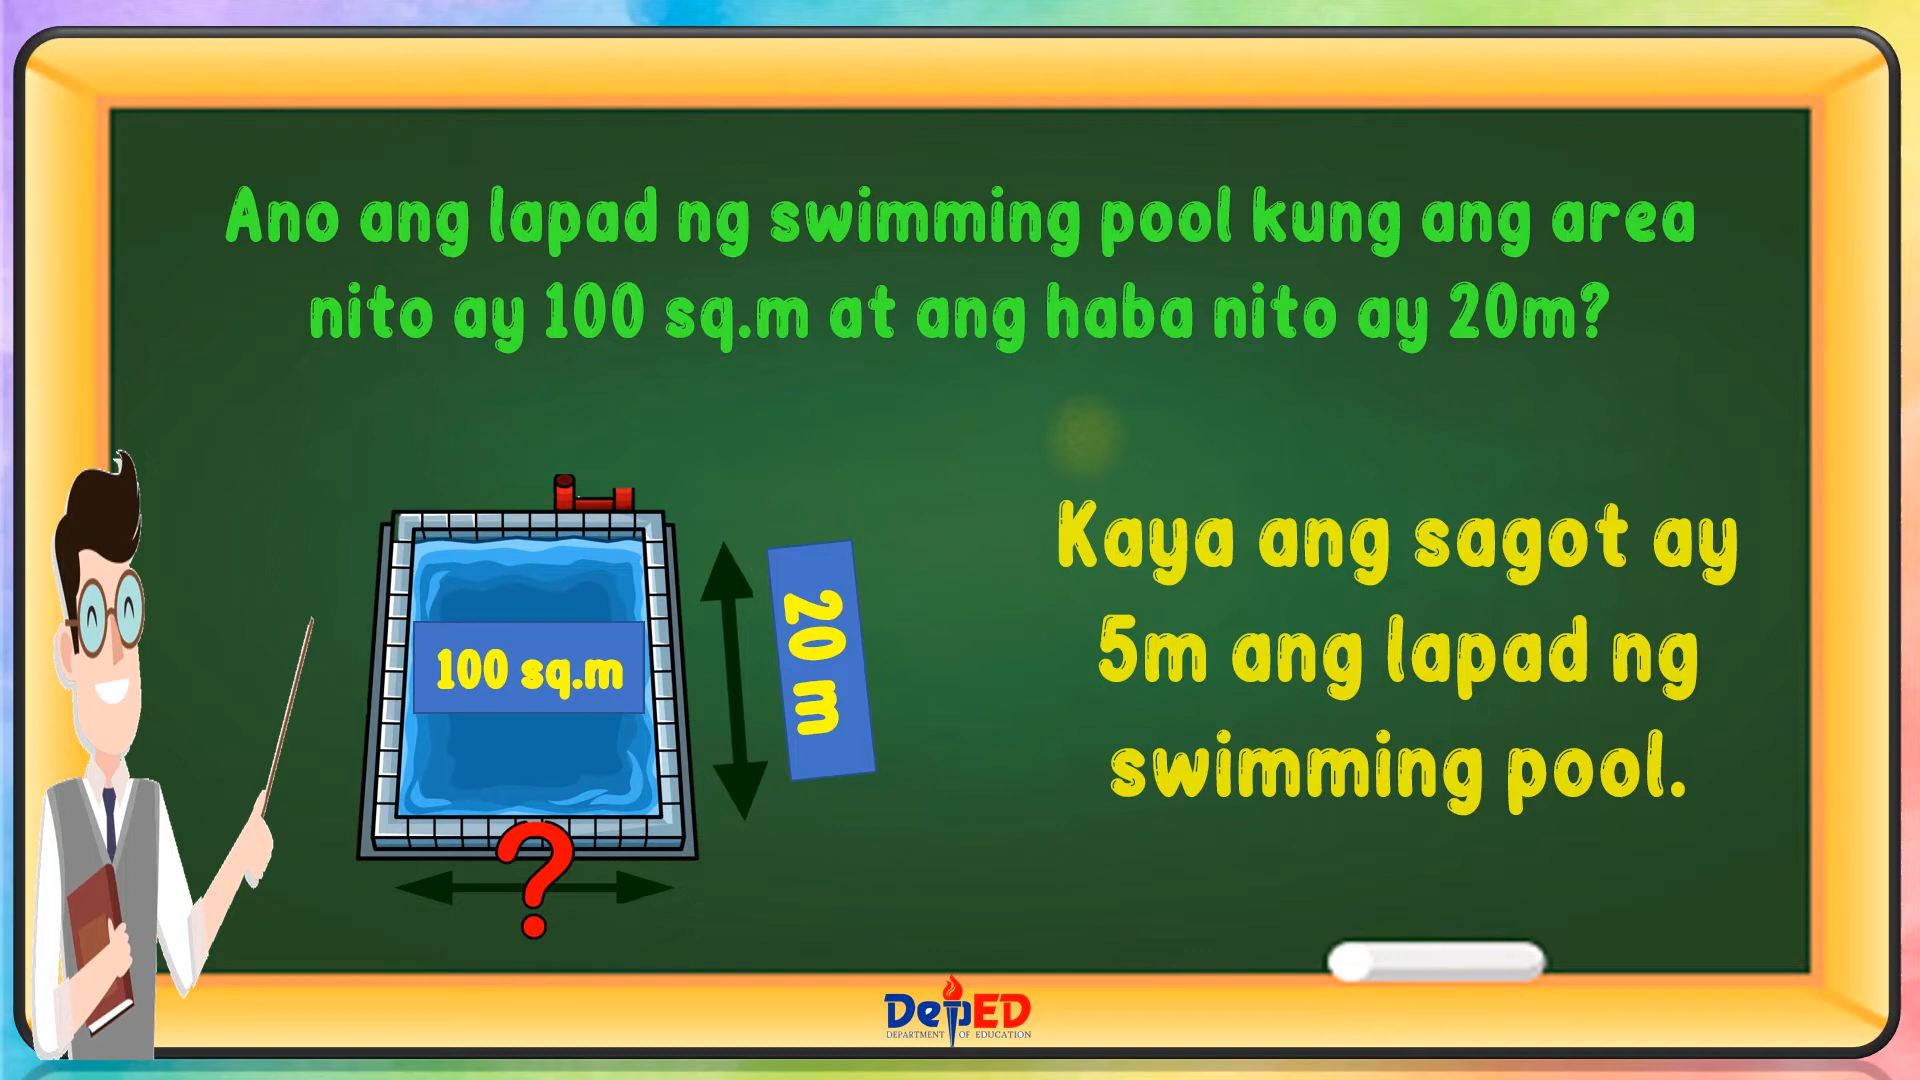 Ano ang lapad ng swimming pool kung ang area
nito ay 100 sq.m at ang haba nito ay 20m?
100 sq.m
20 m
?
Kaya ang sagot ay
5m ang lapad ng
swimming pool.
DepED
DEPARTMENT OF EDUCATION